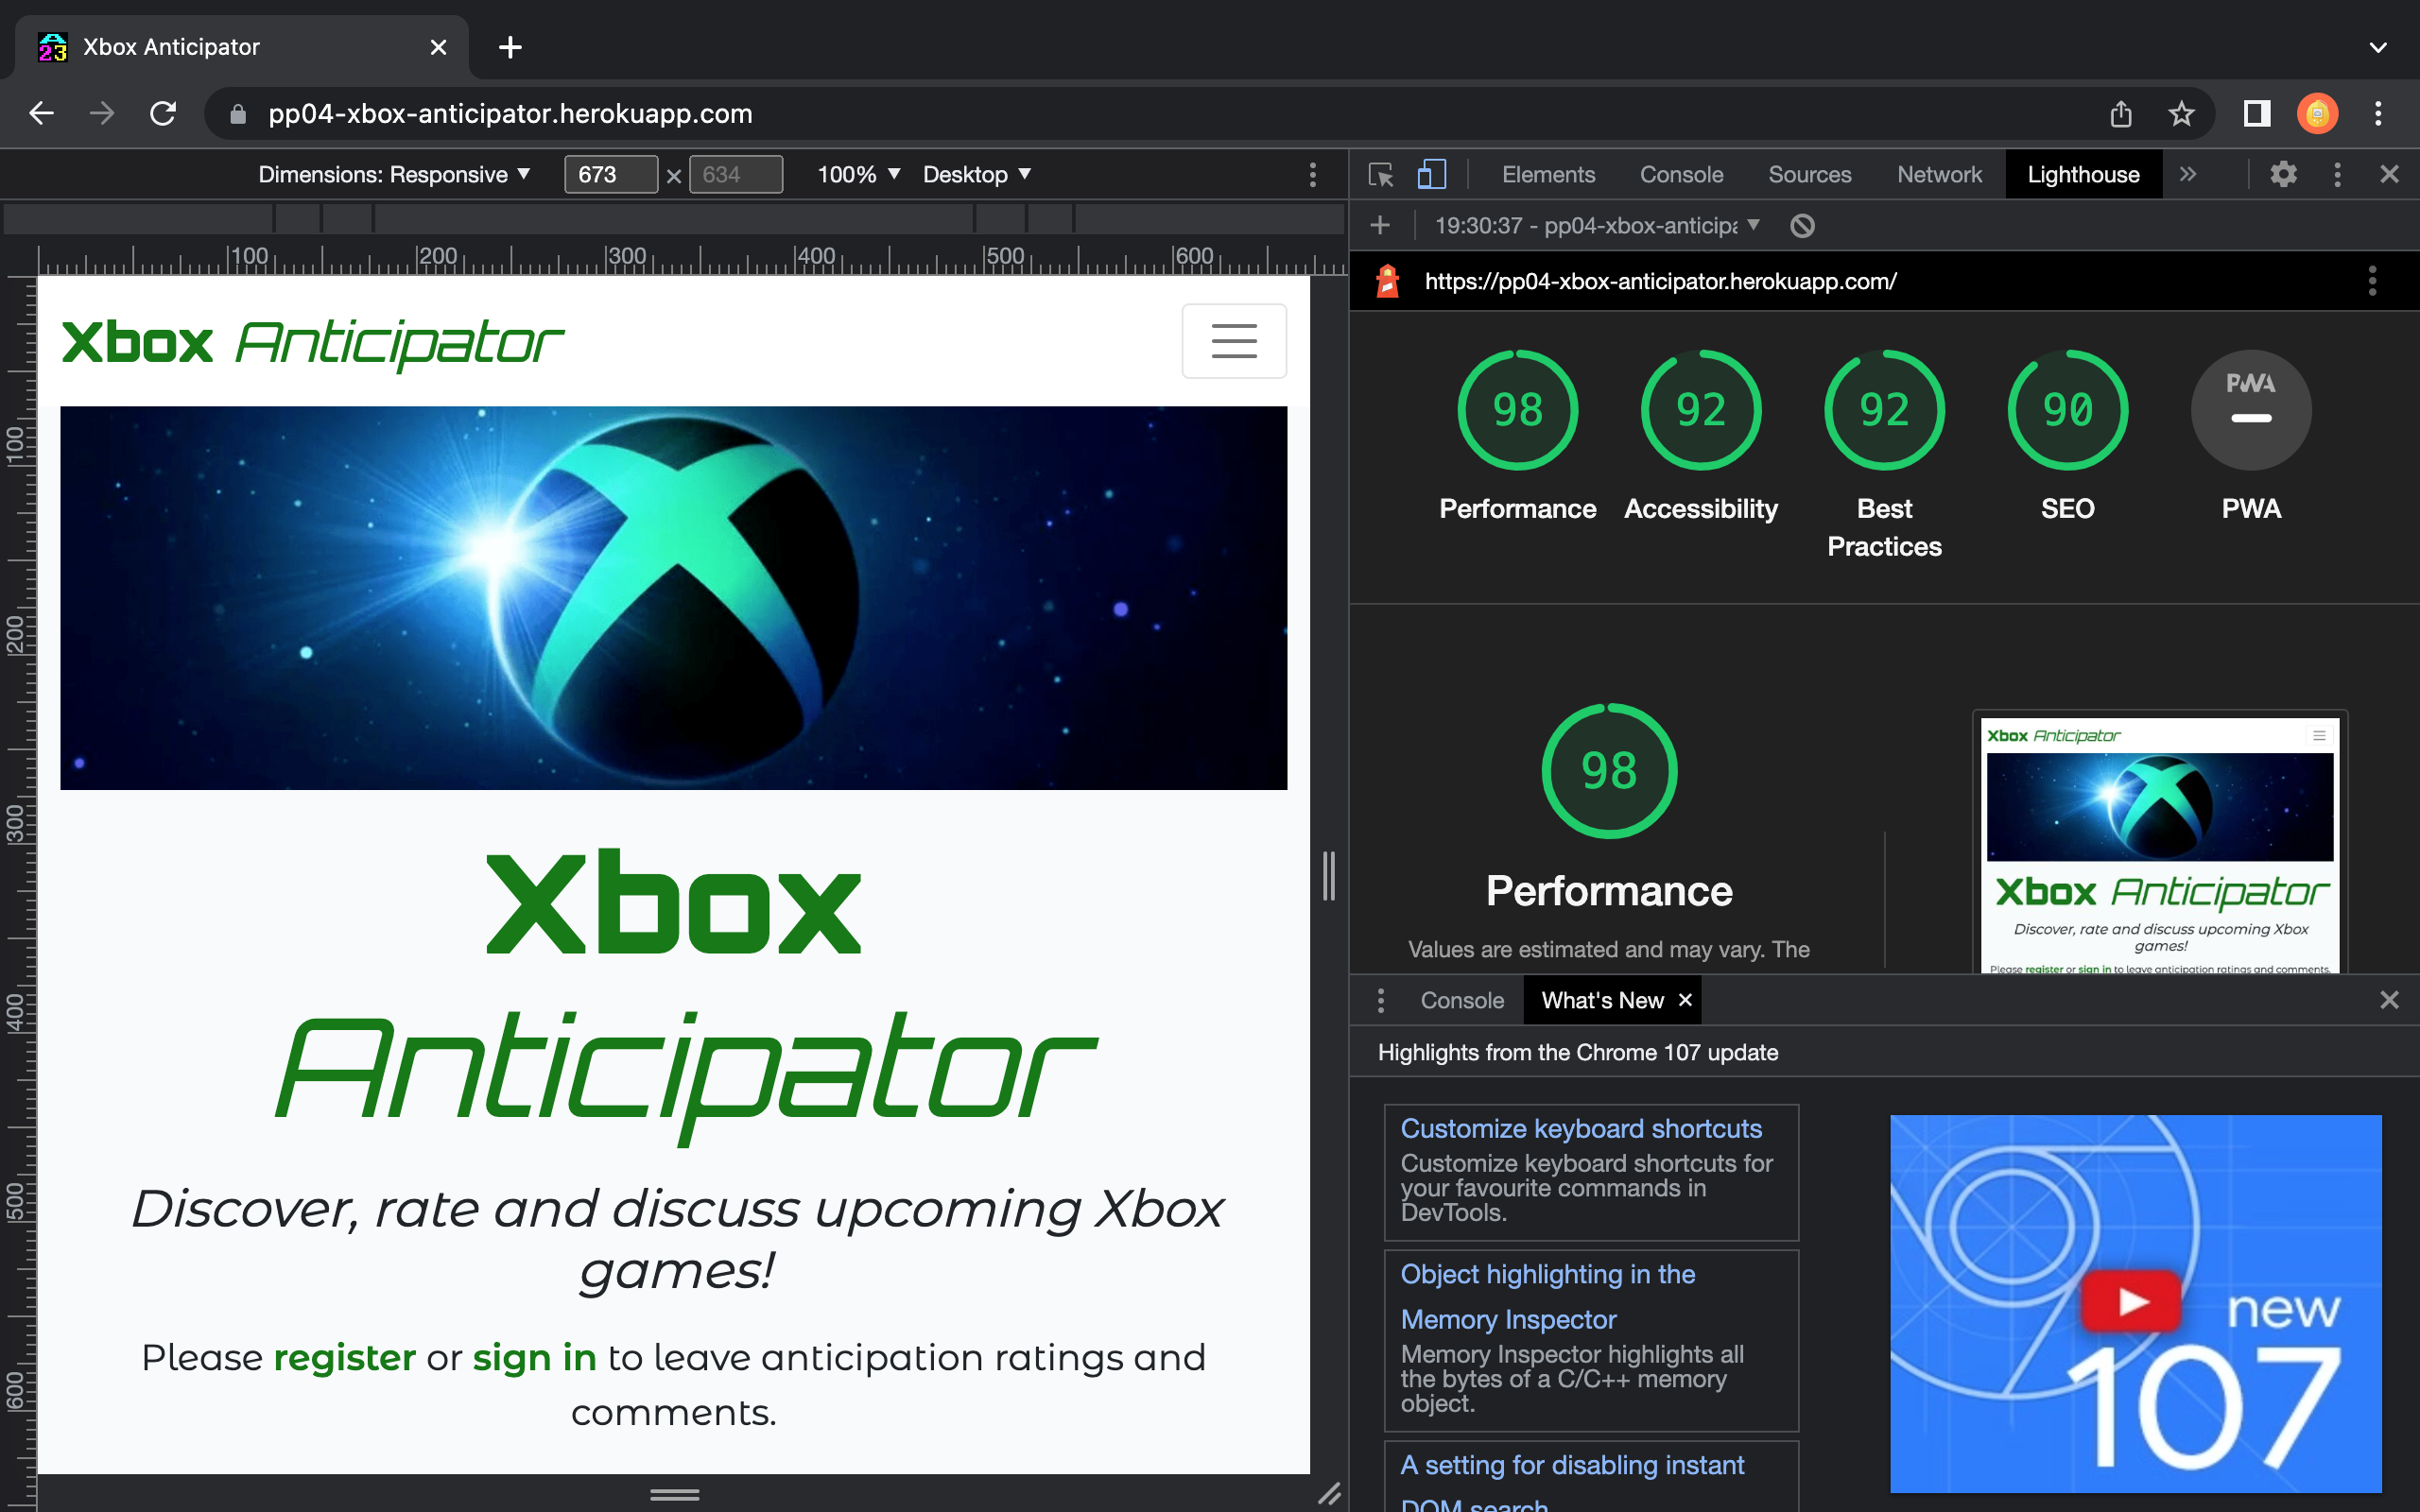 Xbox Anticipator
pp04-xbox-anticipator.herokuapp.com
Dimensions: Responsive ▼ 673 × 634 100% ▼ Desktop ▼
100 200 300 400 500 600
100
200
300
400
500
600
Xbox Anticipator
Xbox
Anticipator
Discover, rate and discuss upcoming Xbox
games!
Please register or sign in to leave anticipation ratings and
comments.
Elements Console Sources Network Lighthouse »
19:30:37 - pp04-xbox-anticipa ▼
https://pp04-xbox-anticipator.herokuapp.com/
98 92 92 90 PWA
Performance Accessibility Best SEO PWA
Practices
98
Performance
Values are estimated and may vary. The
Xbox Anticipator
Xbox Anticipator
Discover, rate and discuss upcoming Xbox
games!
Please register or sign in to leave anticipation ratings and comments.
Console What's New
Highlights from the Chrome 107 update
Customize keyboard shortcuts
Customize keyboard shortcuts for
your favourite commands in
DevTools.
Object highlighting in the
Memory Inspector
Memory Inspector highlights all
the bytes of a C/C++ memory
object.
A setting for disabling instant
DOM search
new
107